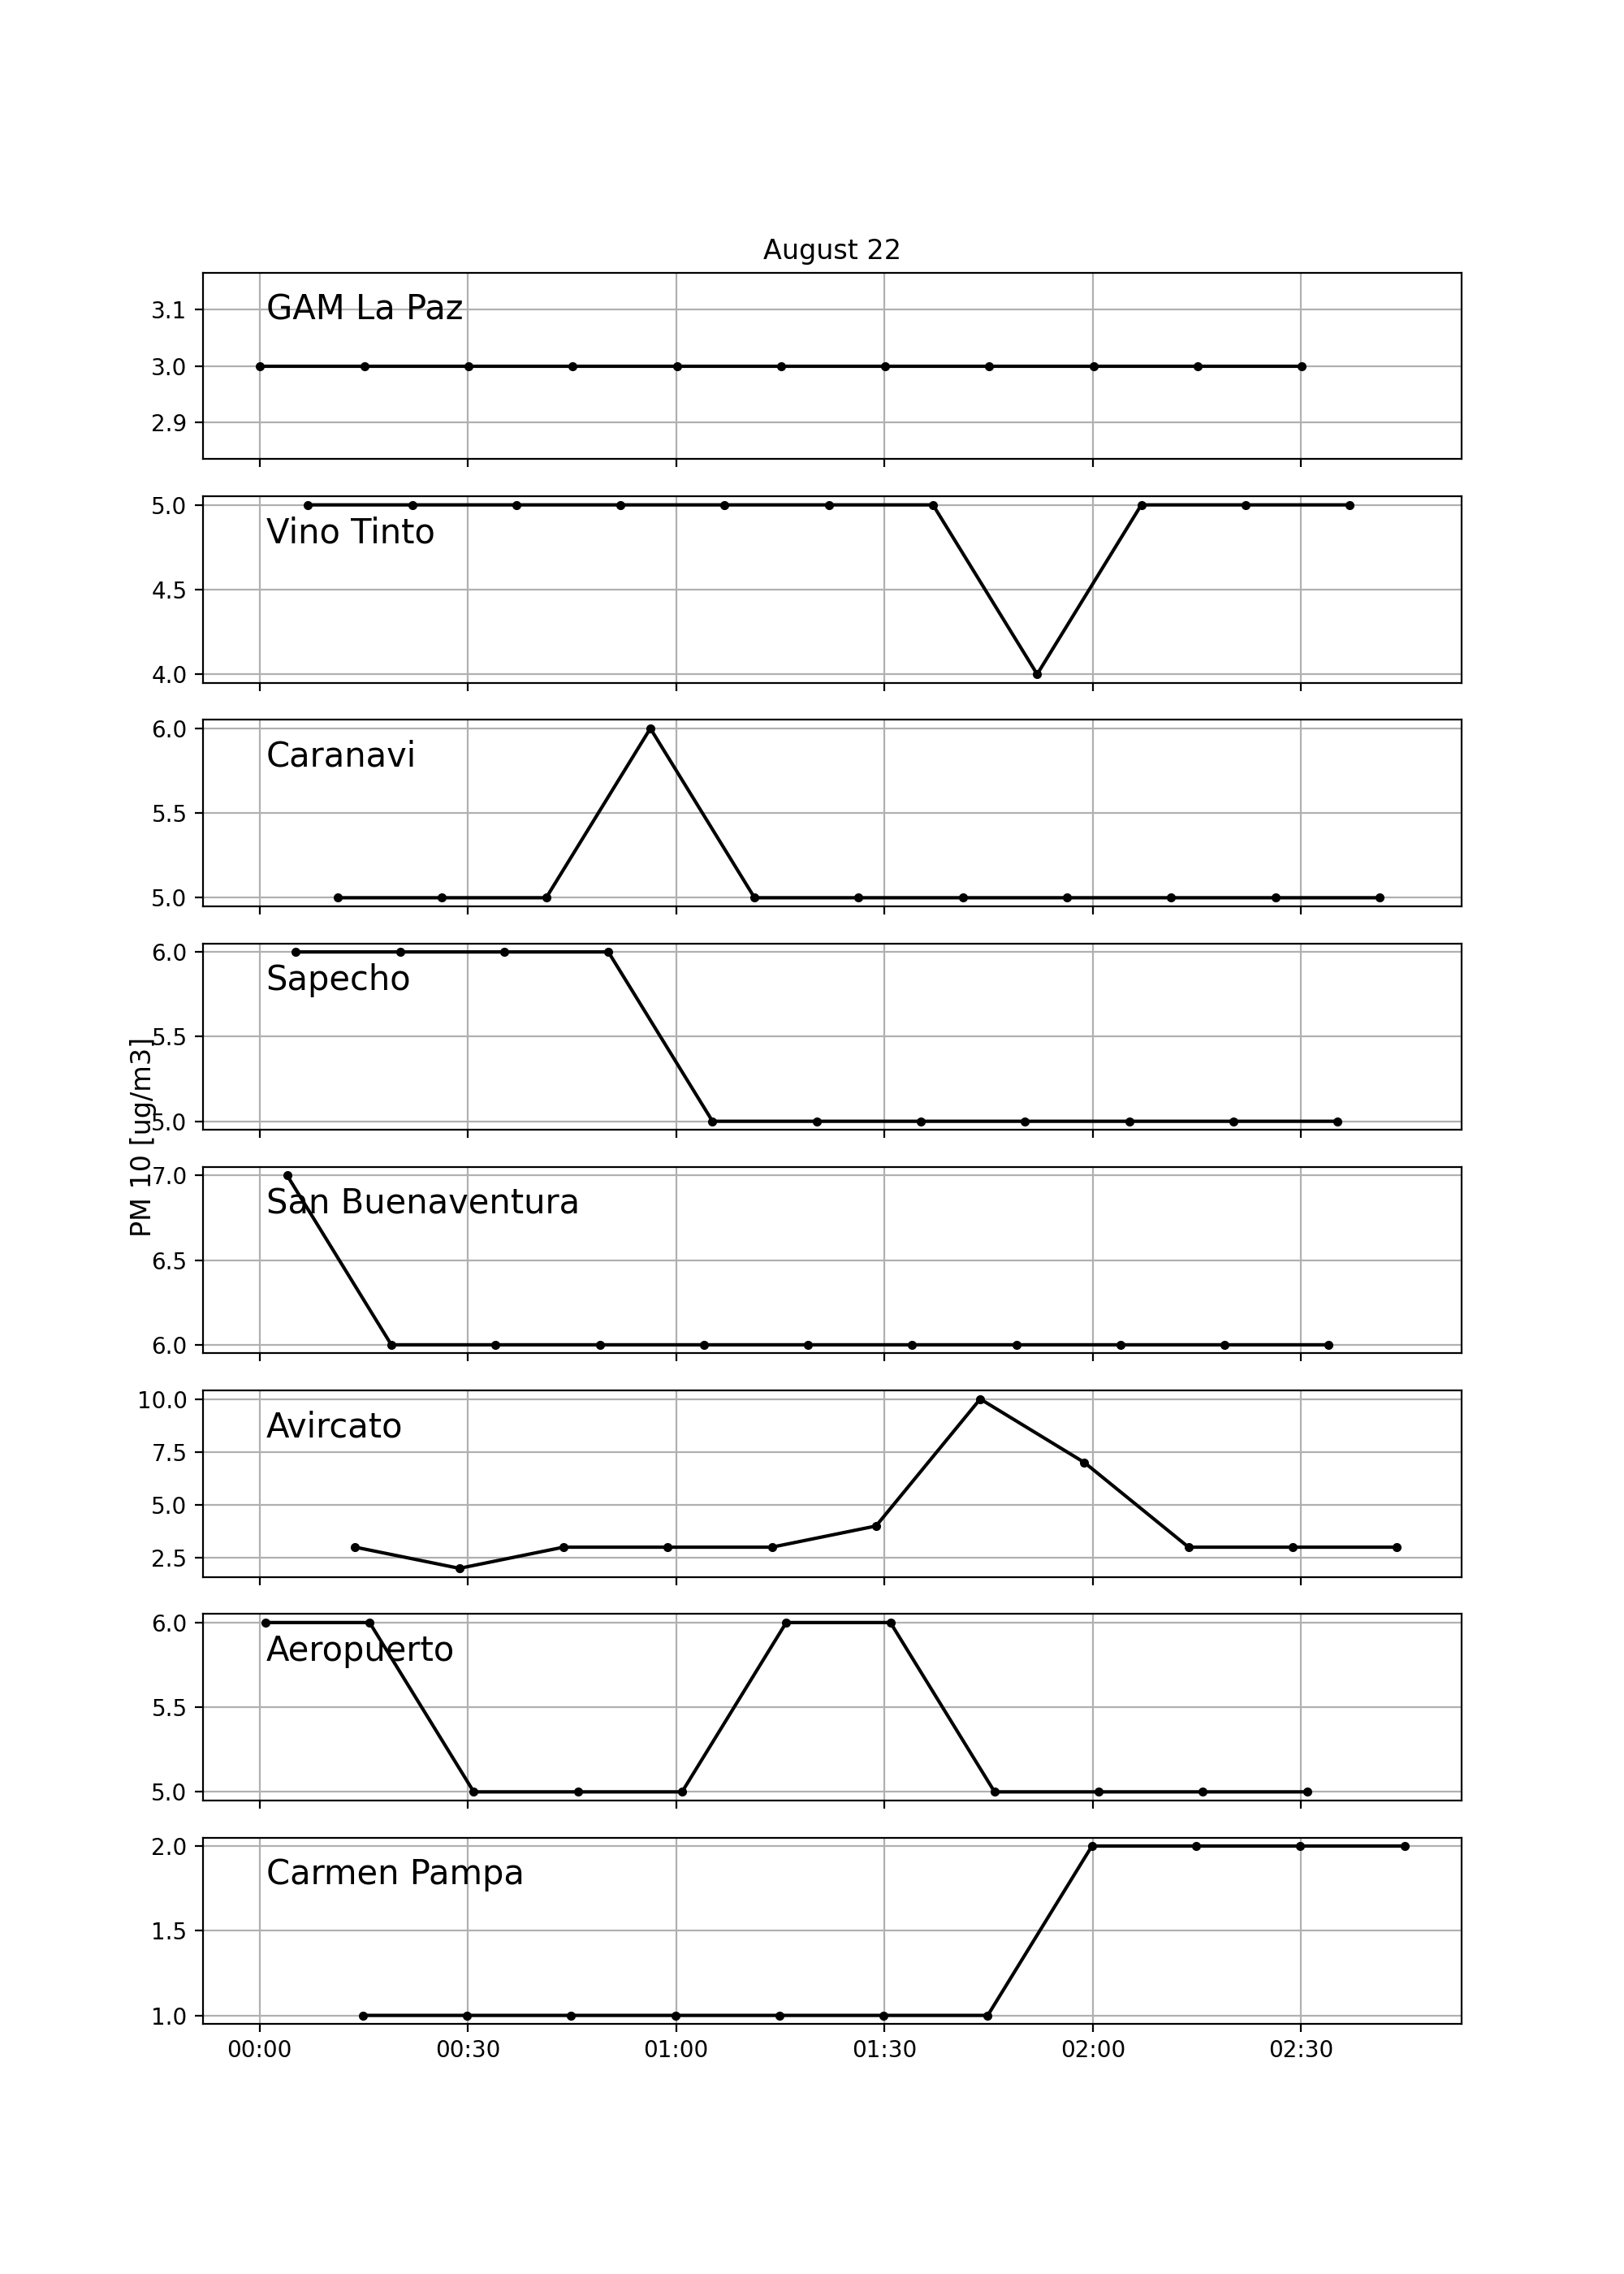 August 22
GAM La Paz
3.1
3.0
2.9
Vino Tinto
5.0
4.5
4.0
Caranavi
6.0
5.5
5.0
Sapecho
6.0
5.5
5.0
PM 10 [ug/m3]
San Buenaventura
7.0
6.5
6.0
Avircato
10.0
7.5
5.0
2.5
Aeropuerto
6.0
5.5
5.0
Carmen Pampa
2.0
1.5
1.0
00:00 00:30 01:00 01:30 02:00 02:30